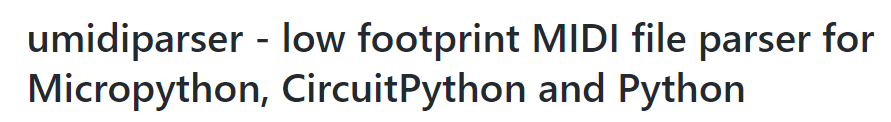 umidiparser - low footprint MIDI file parser for
Micropython, CircuitPython and Python